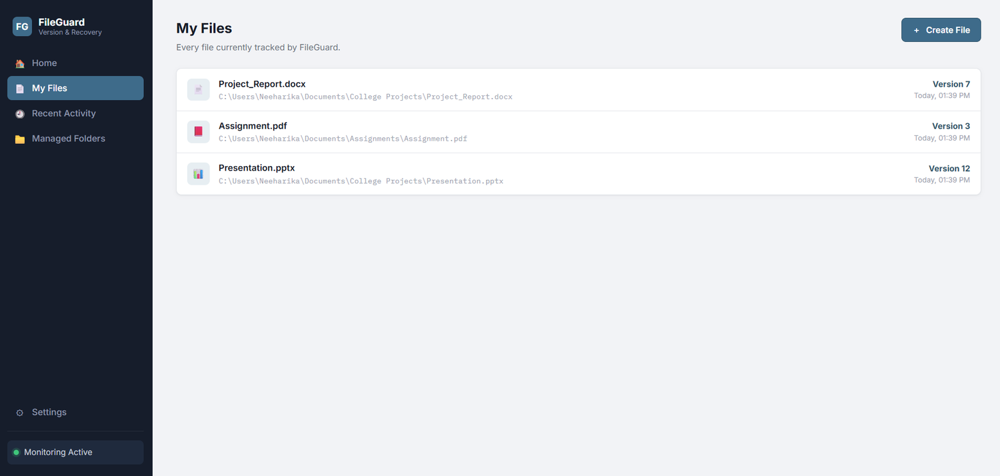 FG
FileGuard
Version & Recovery
Home
My Files
Recent Activity
Managed Folders
Settings
Monitoring Active
My Files
Every file currently tracked by FileGuard.
+ Create File
Project_Report.docx
C:\Users\Neeharika\Documents\College Projects\Project_Report.docx
Version 7
Today, 01:39 PM
Assignment.pdf
C:\Users\Neeharika\Documents\Assignments\Assignment.pdf
Version 3
Today, 01:39 PM
Presentation.pptx
C:\Users\Neeharika\Documents\College Projects\Presentation.pptx
Version 12
Today, 01:39 PM